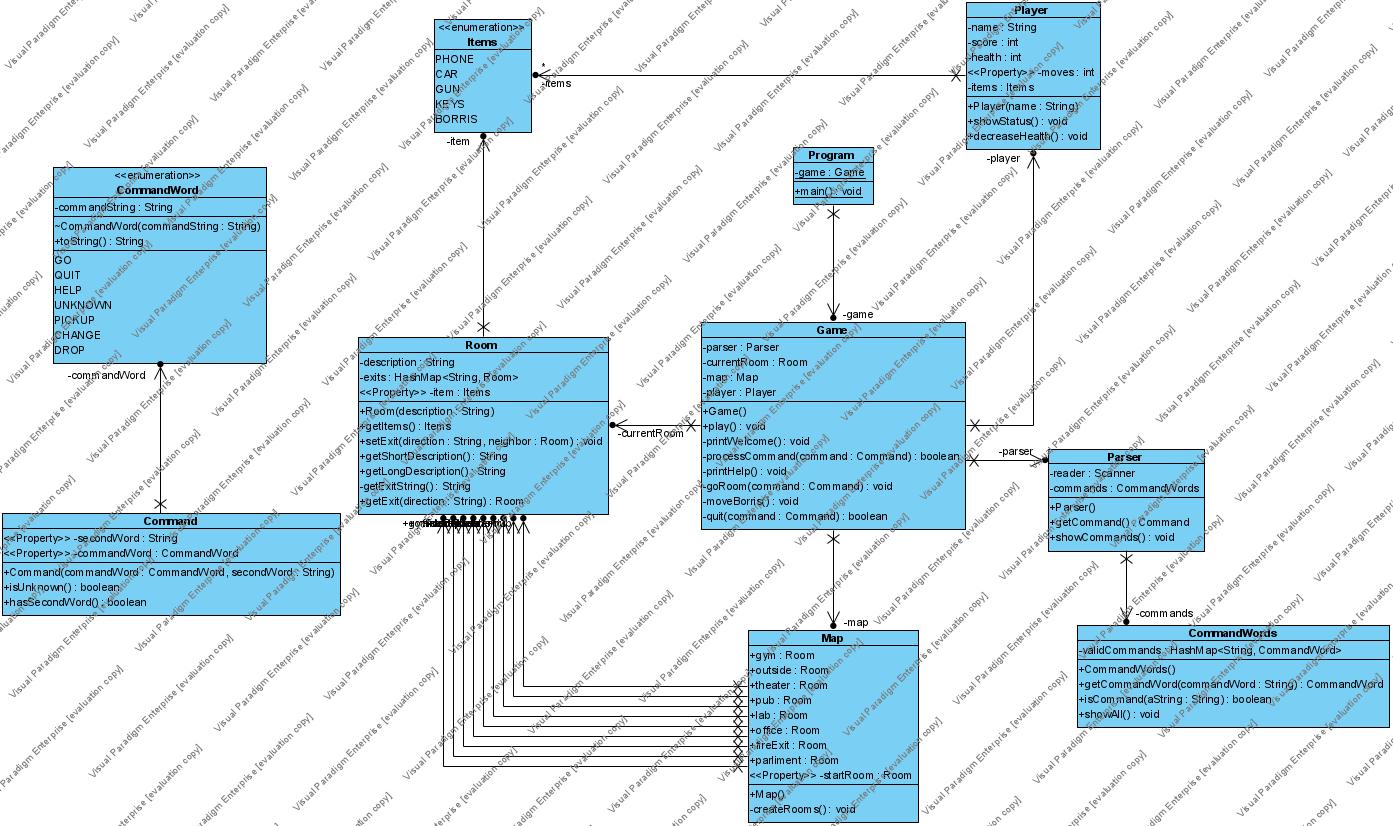 <<enumeration>>
Items
PHONE
CAR
GUN
KEYS
BORRIS
*
-items
-item
Player
-name : String
-score : int
-health : int
<<Property>> -moves : int
-items : Items
+Player(name : String)
+showStatus() : void
+decreaseHealth() : void
-player
Program
-game : Game
+main() : void
-game
<<enumeration>>
CommandWord
-commandString : String
~CommandWord(commandString : String)
+toString() : String
GO
QUIT
HELP
UNKNOWN
PICKUP
CHANGE
DROP
-commandWord
Room
-description : String
-exits : HashMap<String, Room>
<<Property>> -item : Items
+Room(description : String)
+getItems() : Items
+setExit(direction : String, neighbor : Room) : void
+getShortDescription() : String
+getLongDescription() : String
-getExitString() : String
+getExit(direction : String) : Room
-currentRoom
Game
-parser : Parser
-currentRoom : Room
-map : Map
-player : Player
+Game()
+play() : void
-printWelcome() : void
-processCommand(command : Command) : boolean
-printHelp() : void
-goRoom(command : Command) : void
-moveBorris() : void
-quit(command : Command) : boolean
-parser
Parser
-reader : Scanner
-commands : CommandWords
+Parser()
+getCommand() : Command
+showCommands() : void
-commands
Command
<<Property>> -secondWord : String
<<Property>> -commandWord : CommandWord
+Command(commandWord : CommandWord, secondWord : String)
+isUnknown() : boolean
+hasSecondWord() : boolean
-map
Map
+gym : Room
+outside : Room
+theater : Room
+pub : Room
+lab : Room
+office : Room
+fireExit : Room
+parliment : Room
<<Property>> -startRoom : Room
+Map()
-createRooms() : void
CommandWords
-validCommands : HashMap<String, CommandWord>
+CommandWords()
+getCommandWord(commandWord : String) : CommandWord
+isCommand(aString : String) : boolean
+showAll() : void
Visual Paradigm Enterprise [evaluation copy]